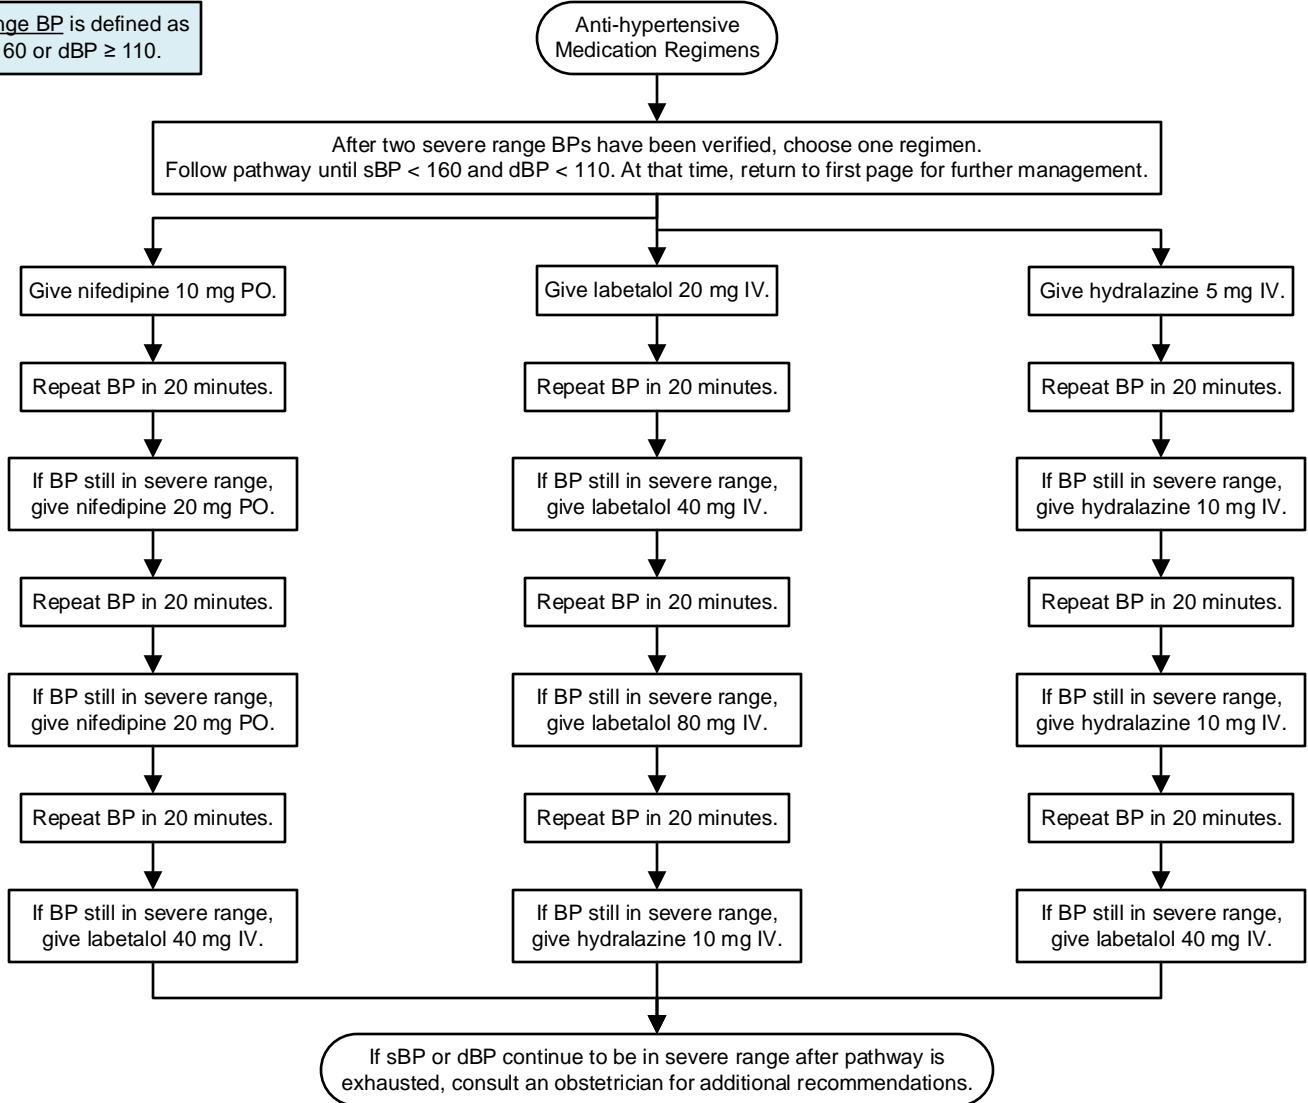 nge BP is defined as
60 or dBP ≥ 110.
Anti-hypertensive
Medication Regimens
After two severe range BPs have been verified, choose one regimen.
Follow pathway until sBP < 160 and dBP < 110. At that time, return to first page for further management.
Give nifedipine 10 mg PO.
Repeat BP in 20 minutes.
If BP still in severe range,
give nifedipine 20 mg PO.
Repeat BP in 20 minutes.
If BP still in severe range,
give nifedipine 20 mg PO.
Repeat BP in 20 minutes.
If BP still in severe range,
give labetalol 40 mg IV.
Give labetalol 20 mg IV.
Repeat BP in 20 minutes.
If BP still in severe range,
give labetalol 40 mg IV.
Repeat BP in 20 minutes.
If BP still in severe range,
give labetalol 80 mg IV.
Repeat BP in 20 minutes.
If BP still in severe range,
give hydralazine 10 mg IV.
Give hydralazine 5 mg IV.
Repeat BP in 20 minutes.
If BP still in severe range,
give hydralazine 10 mg IV.
Repeat BP in 20 minutes.
If BP still in severe range,
give hydralazine 10 mg IV.
Repeat BP in 20 minutes.
If BP still in severe range,
give labetalol 40 mg IV.
If sBP or dBP continue to be in severe range after pathway is
exhausted, consult an obstetrician for additional recommendations.